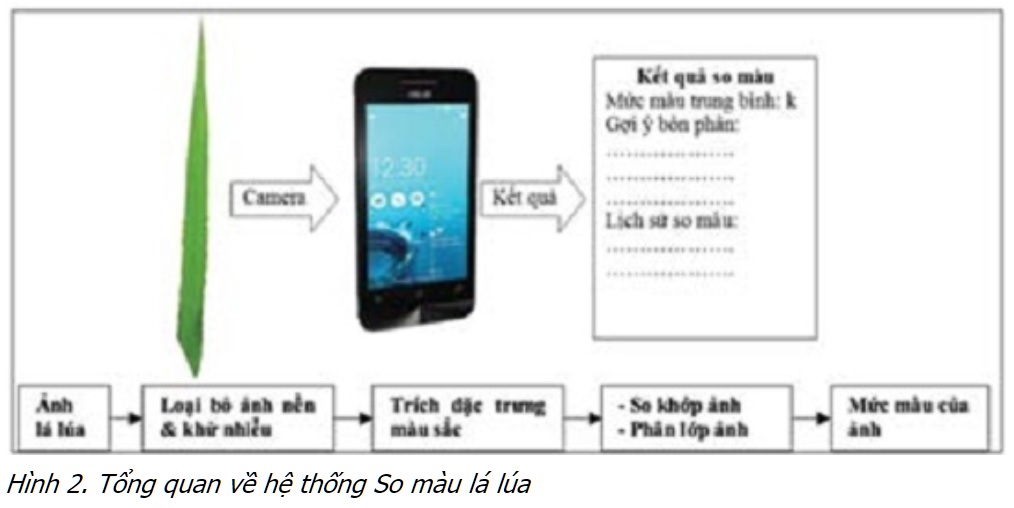 Kết quả so màu
Mức màu trung bình: k
Gợi ý bón phân:
....................
....................
....................
Lịch sử so màu:
....................
....................
ASUS
12:30
Camera
Kết quả
Ảnh
lá lúa
Loại bỏ ảnh nền
& khử nhiễu
Trích đặc trưng
màu sắc
- So khớp ảnh
- Phân lớp ảnh
Mức màu của
ảnh
Hình 2. Tổng quan về hệ thống So màu lá lúa